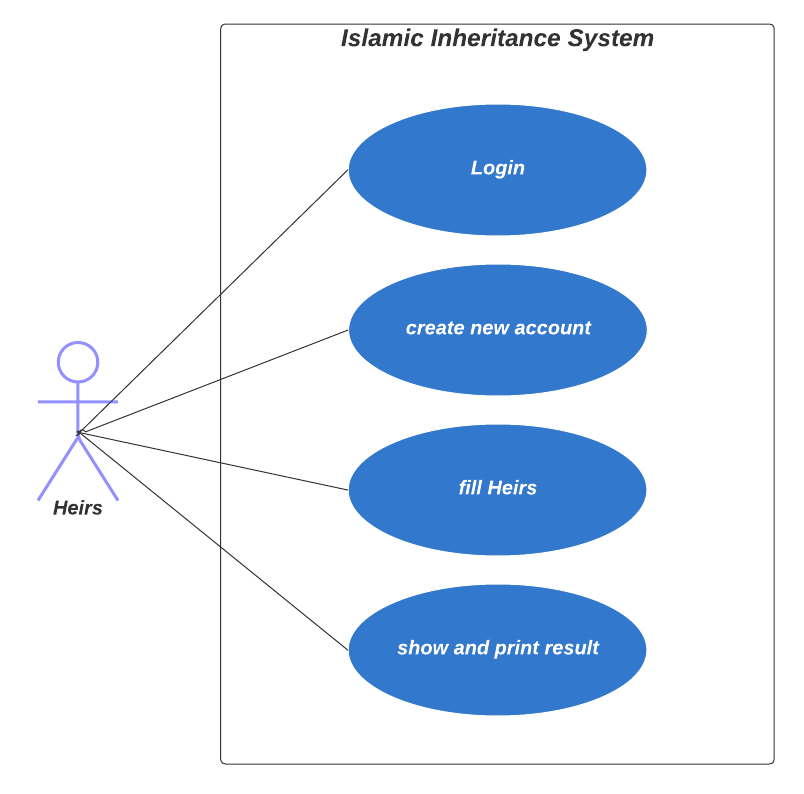 Islamic Inheritance System
Login
create new account
fill Heirs
show and print result
Heirs